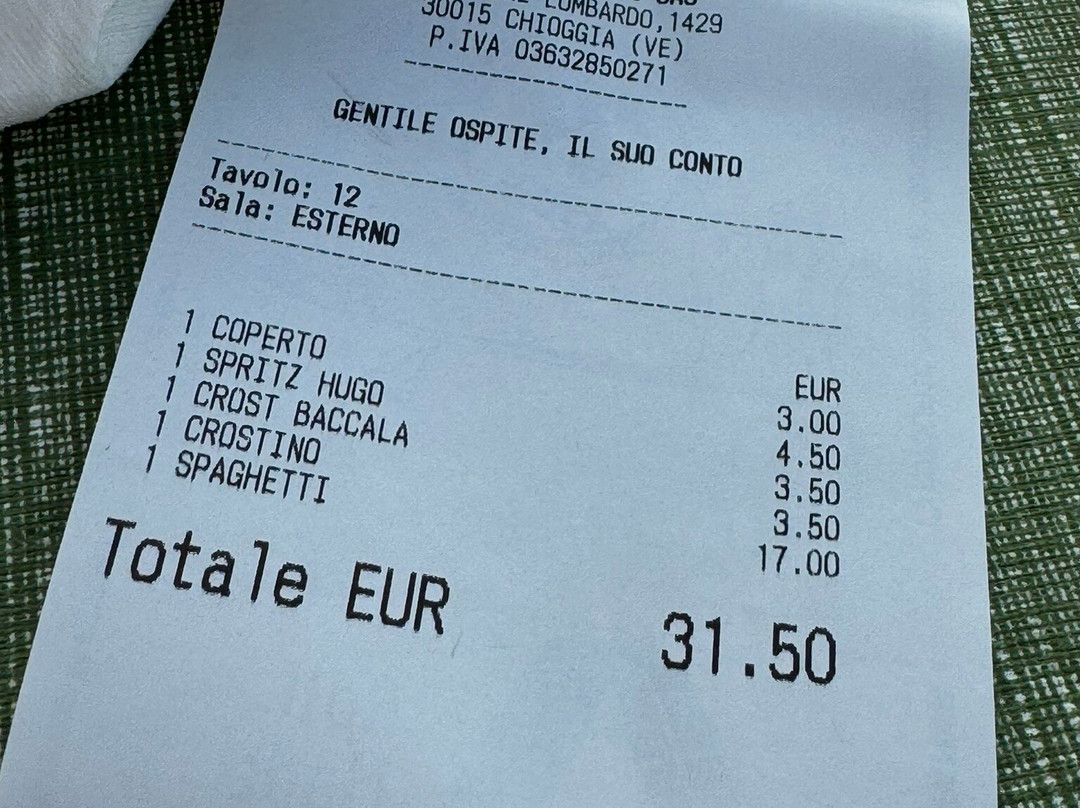 LOMBARDO,1429
30015 CHIOGGIA (VE)
P.IVA 03632850271
GENTILE OSPITE, IL SUO CONTO
Tavolo: 12
Sala: ESTERNO
EUR
1 COPERTO 3.00
1 SPRITZ HUGO 4.50
1 CROST BACCALA 3.50
1 CROSTINO 3.50
1 SPAGHETTI 17.00
Totale EUR 31.50